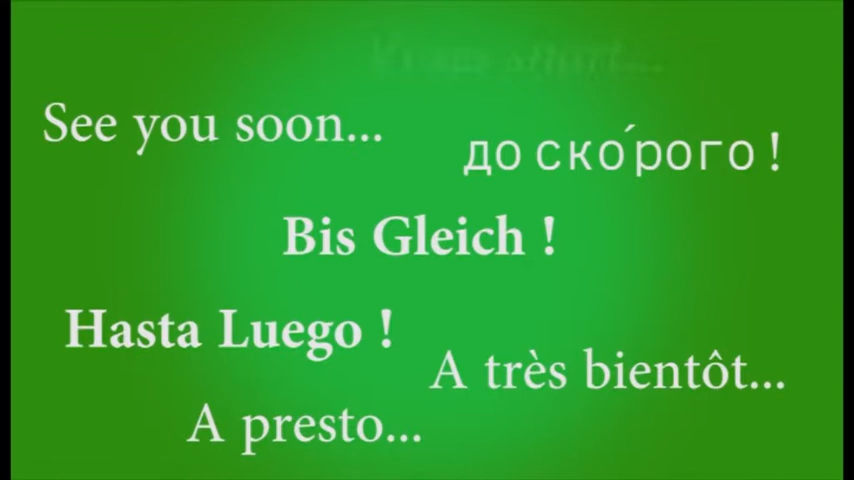 See you soon...
до ско́рого !
Bis Gleich !
Hasta Luego !
A très bientôt...
A presto...